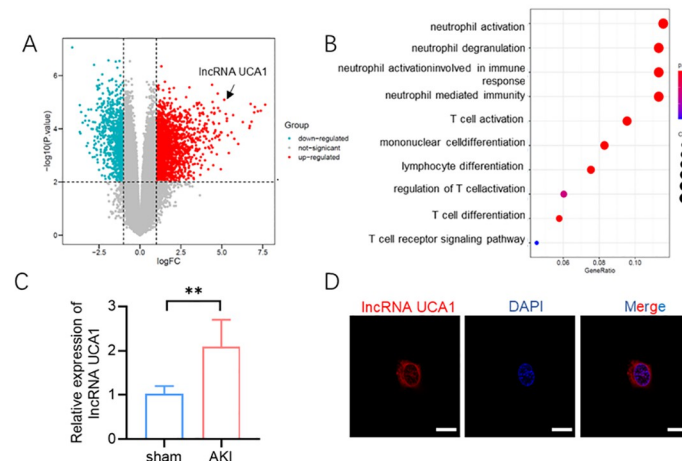 A
lncRNA UCA1
6
4
2
0
-log10(P.value)
-2.5
0.0
2.5
5.0
7.5
logFC
Group
down-regulated
not-signicant
up-regulated
B
neutrophil activation
neutrophil degranulation
neutrophil activationinvolved in immune
response
neutrophil mediated immunity
T cell activation
mononuclear celldifferentiation
lymphocyte differentiation
regulation of T cellactivation
T cell differentiation
T cell receptor signaling pathway
0.06
0.08
0.10
GeneRatio
C
Relative expression of
lncRNA UCA1
3
2
1
0
**
sham
AKI
D
lncRNA UCA1
DAPI
Merge